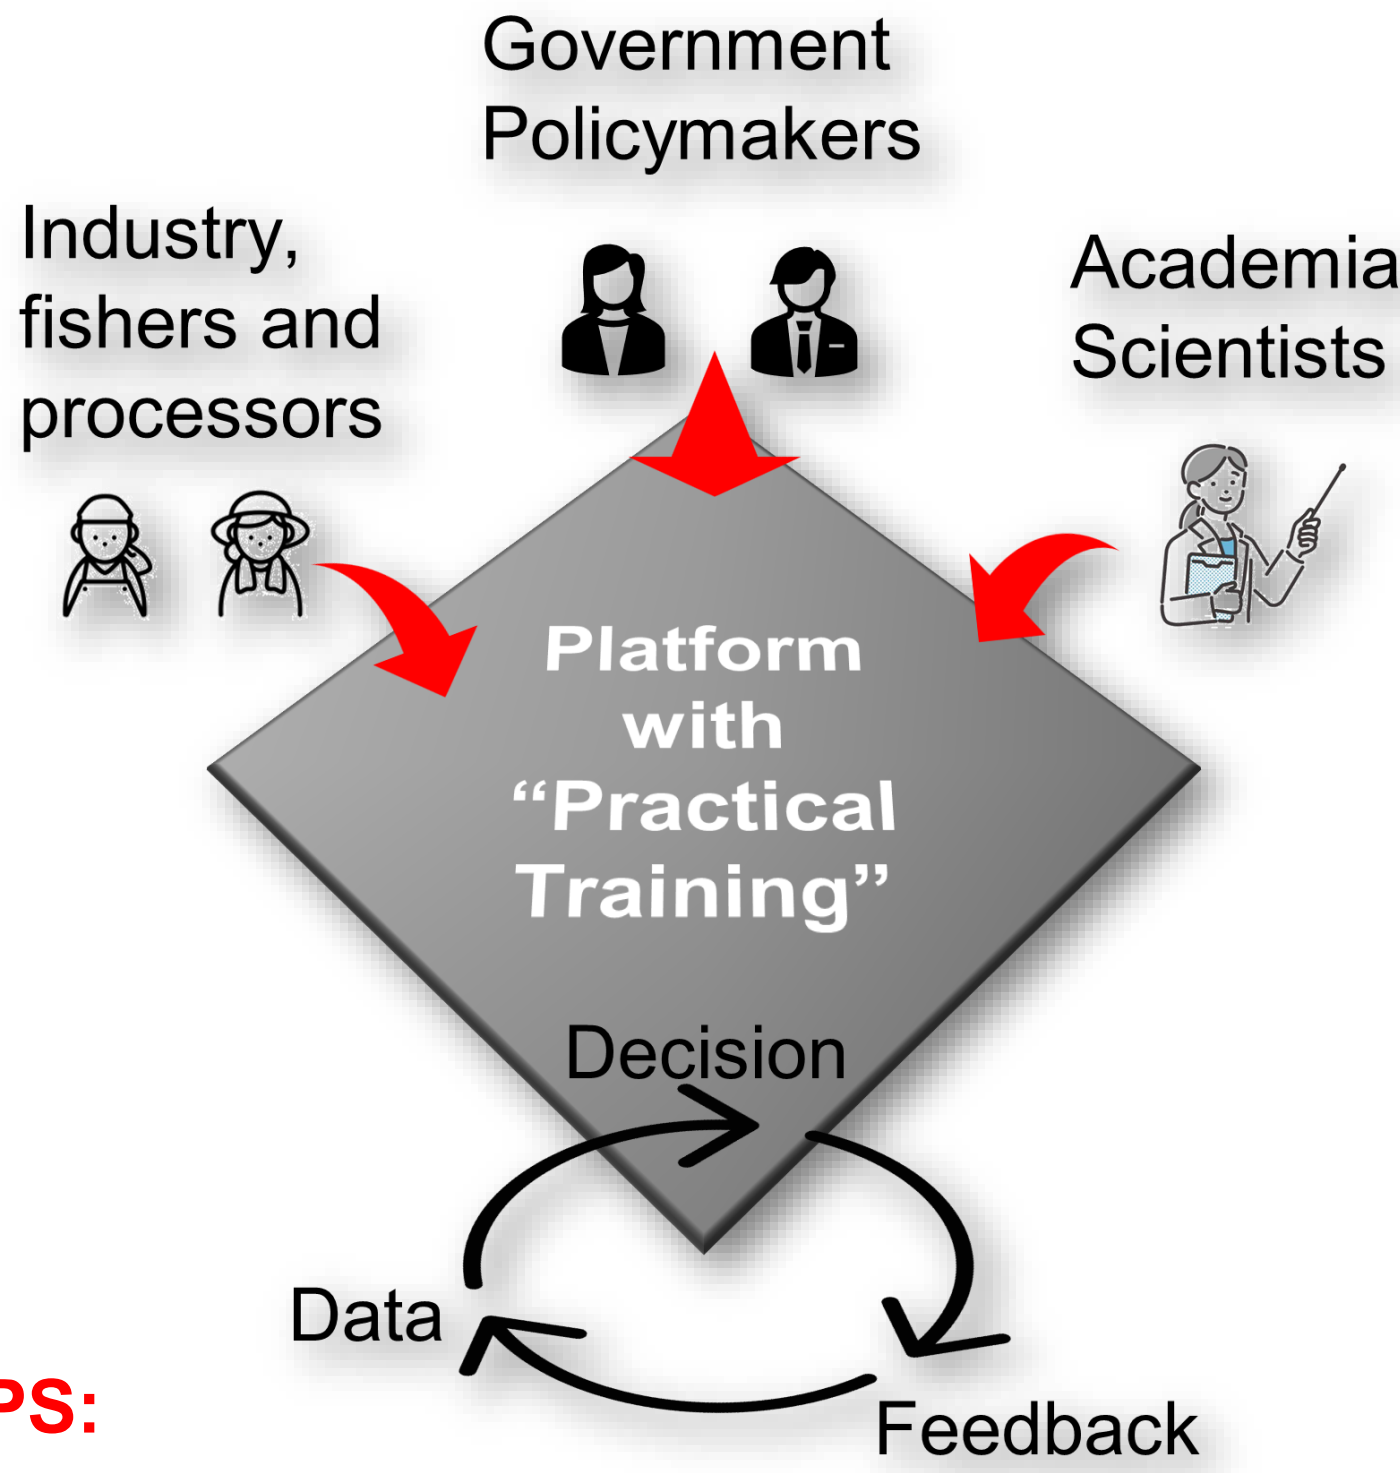 Government
Policymakers
Industry,
fishers and
processors
Academia
Scientists
Platform
with
“Practical
Training”
Decision
Data
Feedback
PS: